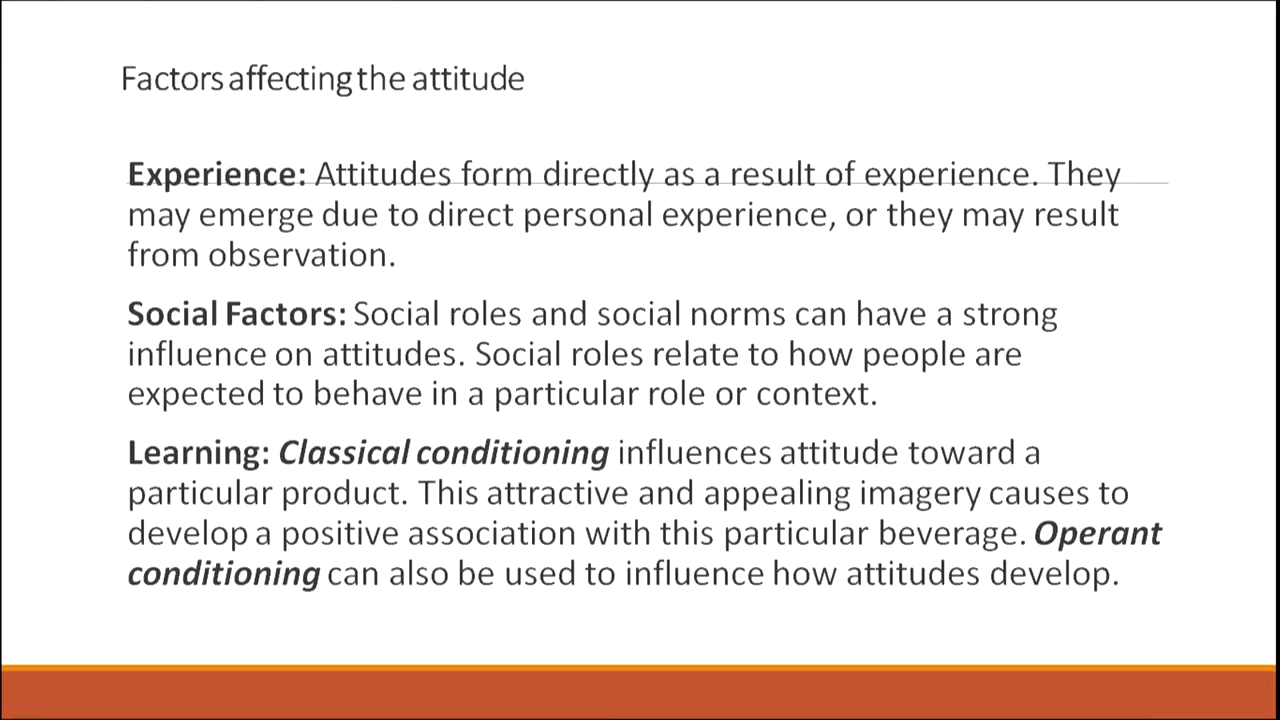 Factors affecting the attitude
Experience: Attitudes form directly as a result of experience. They
may emerge due to direct personal experience, or they may result
from observation.
Social Factors: Social roles and social norms can have a strong
influence on attitudes. Social roles relate to how people are
expected to behave in a particular role or context.
Learning: Classical conditioning influences attitude toward a
particular product. This attractive and appealing imagery causes to
develop a positive association with this particular beverage. Operant
conditioning can also be used to influence how attitudes develop.